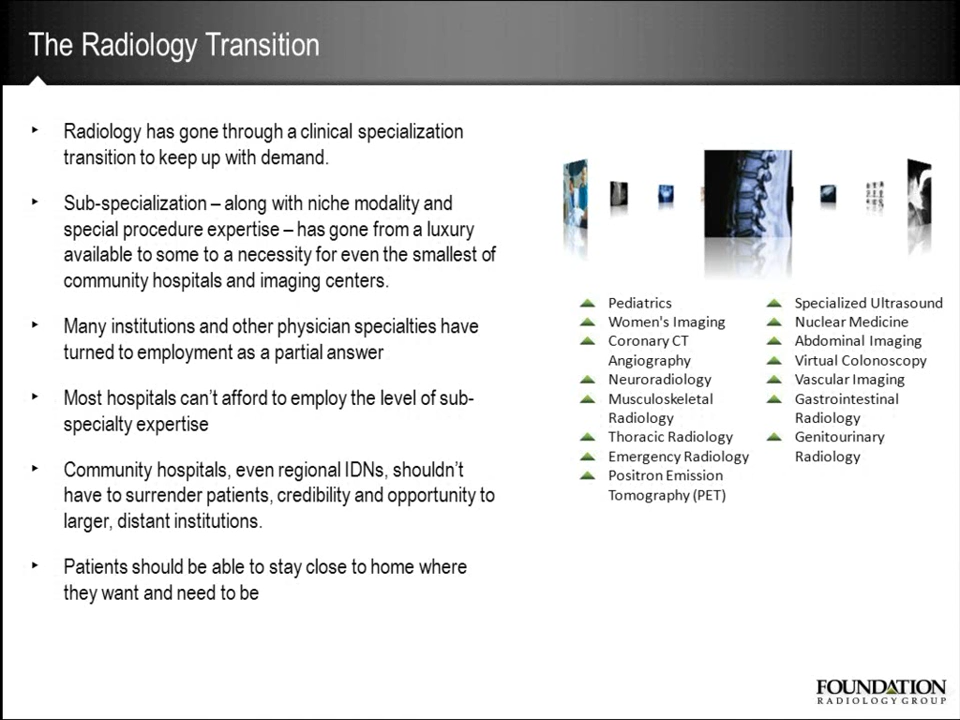 The Radiology Transition
Radiology has gone through a clinical specialization
transition to keep up with demand.
Sub-specialization – along with niche modality and
special procedure expertise – has gone from a luxury
available to some to a necessity for even the smallest of
community hospitals and imaging centers.
Many institutions and other physician specialties have
turned to employment as a partial answer
Most hospitals can't afford to employ the level of sub-
specialty expertise
Community hospitals, even regional IDNs, shouldn't
have to surrender patients, credibility and opportunity to
larger, distant institutions.
Patients should be able to stay close to home where
they want and need to be
Pediatrics
Women's Imaging
Coronary CT
Angiography
Neuroradiology
Musculoskeletal
Radiology
Thoracic Radiology
Emergency Radiology
Positron Emission
Tomography (PET)
Specialized Ultrasound
Nuclear Medicine
Abdominal Imaging
Virtual Colonoscopy
Vascular Imaging
Gastrointestinal
Radiology
Genitourinary
Radiology
FOUNDATION
RADIOLOGY GROUP